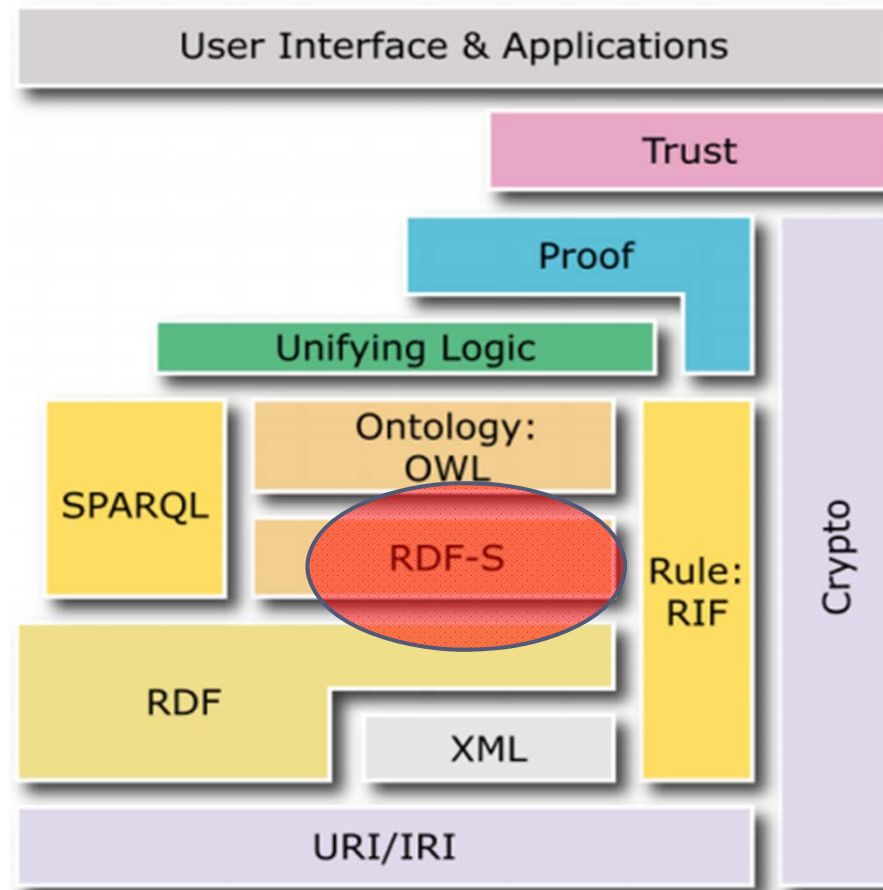 User Interface & Applications
Trust
Proof
Unifying Logic
Ontology:
OWL
SPARQL
RDF-S
Rule:
RIF
Crypto
RDF
XML
URI/IRI